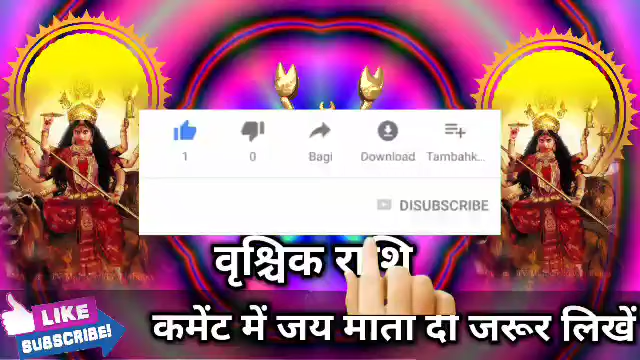 1
0
Bagi
Download
Tambahk...
DISUBSCRIBE
वृश्चिक राशि
LIKE
SUBSCRIBE!
कमेंट में जय माता दी जरूर लिखें